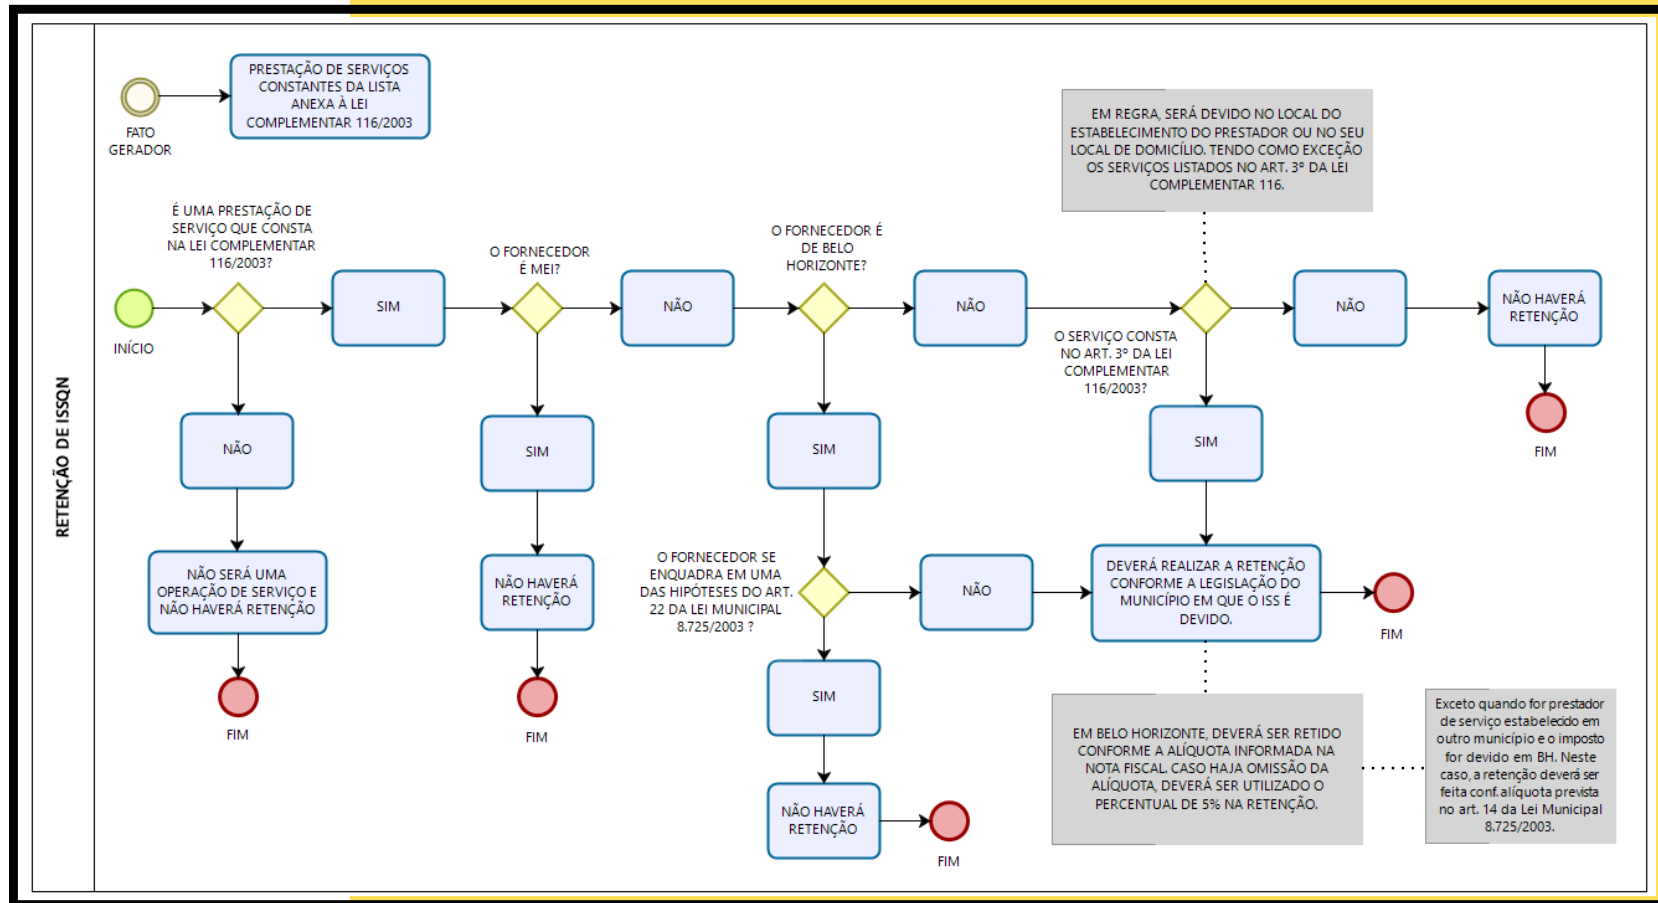 RETENÇÃO DE ISSQN
FATO
GERADOR
PRESTAÇÃO DE SERVIÇOS
CONSTANTES DA LISTA
ANEXA À LEI
COMPLEMENTAR 116/2003
EM REGRA, SERÁ DEVIDO NO LOCAL DO
ESTABELECIMENTO DO PRESTADOR OU NO SEU
LOCAL DE DOMICÍLIO. TENDO COMO EXCEÇÃO
OS SERVIÇOS LISTADOS NO ART. 3º DA LEI
COMPLEMENTAR 116.
INÍCIO
É UMA PRESTAÇÃO DE
SERVIÇO QUE CONSTA
NA LEI COMPLEMENTAR
116/2003?
SIM
O FORNECEDOR
É MEI?
NÃO
O FORNECEDOR É
DE BELO
HORIZONTE?
NÃO
O SERVIÇO CONSTA
NO ART. 3º DA LEI
COMPLEMENTAR
116/2003?
NÃO
NÃO HAVERÁ
RETENÇÃO
FIM
NÃO
SIM
SIM
SIM
NÃO SERÁ UMA
OPERAÇÃO DE SERVIÇO E
NÃO HAVERÁ RETENÇÃO
FIM
NÃO HAVERÁ
RETENÇÃO
FIM
O FORNECEDOR SE
ENQUADRA EM UMA
DAS HIPÓTESES DO ART.
22 DA LEI MUNICIPAL
8.725/2003 ?
NÃO
DEVERÁ REALIZAR A RETENÇÃO
CONFORME A LEGISLAÇÃO DO
MUNICÍPIO EM QUE O ISS É
DEVIDO.
FIM
SIM
NÃO HAVERÁ
RETENÇÃO
FIM
EM BELO HORIZONTE, DEVERÁ SER RETIDO
CONFORME A ALÍQUOTA INFORMADA NA
NOTA FISCAL. CASO HAJA OMISSÃO DA
ALÍQUOTA, DEVERÁ SER UTILIZADO O
PERCENTUAL DE 5% NA RETENÇÃO.
Exceto quando for prestador
de serviço estabelecido em
outro município e o imposto
for devido em BH. Neste
caso, a retenção deverá ser
feita conf. alíquota prevista
no art. 14 da Lei Municipal
8.725/2003.